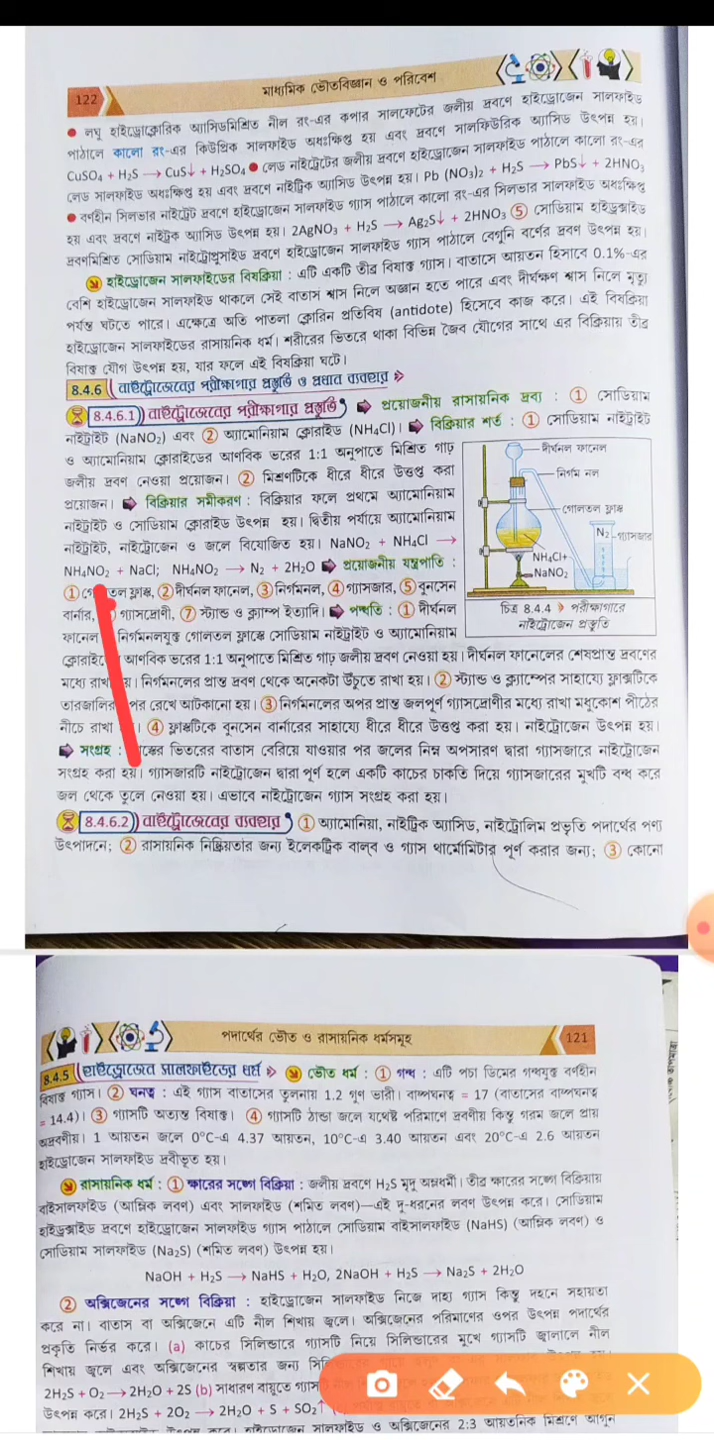 122
মাধ্যমিক ভৌতবিজ্ঞান ও পরিবেশ
● লঘু হাইড্রোক্লোরিক অ্যাসিডমিশ্রিত নীল রং-এর কপার সালফেটের জলীয় দ্রবণে হাইড্রোজেন সালফাইড
পাঠালে কালো রং-এর কিউপ্রিক সালফাইড অধঃক্ষিপ্ত হয় এবং দ্রবণে সালফিউরিক অ্যাসিড উৎপন্ন হয়।
CuSO₄ + H₂S → CuS↓ + H₂SO₄ ● লেড নাইট্রেটের জলীয় দ্রবণে হাইড্রোজেন সালফাইড পাঠালে কালো রং-এর
লেড সালফাইড অধঃক্ষিপ্ত হয় এবং দ্রবণে নাইট্রিক অ্যাসিড উৎপন্ন হয়। Pb (NO₃)₂ + H₂S → PbS↓ + 2HNO₃
● বর্ণহীন সিলভার নাইট্রেট দ্রবণে হাইড্রোজেন সালফাইড গ্যাস পাঠালে কালো রং-এর সিলভার সালফাইড অধঃক্ষিপ্ত
হয় এবং দ্রবণে নাইট্রিক অ্যাসিড উৎপন্ন হয়। 2AgNO₃ + H₂S → Ag₂S↓ + 2HNO₃ ⑤ সোডিয়াম হাইড্রক্সাইড
দ্রবণমিশ্রিত সোডিয়াম নাইট্রোপ্রুসাইড দ্রবণে হাইড্রোজেন সালফাইড গ্যাস পাঠালে বেগুনি বর্ণের দ্রবণ উৎপন্ন হয়।
হাইড্রোজেন সালফাইডের বিষক্রিয়া : এটি একটি তীব্র বিষাক্ত গ্যাস। বাতাসে আয়তন হিসাবে 0.1%-এর
বেশি হাইড্রোজেন সালফাইড থাকলে সেই বাতাস শ্বাস নিলে অজ্ঞান হতে পারে এবং দীর্ঘক্ষণ শ্বাস নিলে মৃত্যু
পর্যন্ত ঘটতে পারে। এক্ষেত্রে অতি পাতলা ক্লোরিন প্রতিবিষ (antidote) হিসেবে কাজ করে। এই বিষক্রিয়া
হাইড্রোজেন সালফাইডের রাসায়নিক ধর্ম। শরীরের ভিতরে থাকা বিভিন্ন জৈব যৌগের সাথে এর বিক্রিয়ায় তীব্র
বিষাক্ত যৌগ উৎপন্ন হয়, যার ফলে এই বিষক্রিয়া ঘটে।
8.4.6 নাইট্রোজেনের পরীক্ষাগার প্রস্তুতি ও প্রধান ব্যবহার
8.4.6.1 নাইট্রোজেনের পরীক্ষাগার প্রস্তুতি প্রয়োজনীয় রাসায়নিক দ্রব্য : ① সোডিয়াম
নাইট্রাইট (NaNO₂) এবং ② অ্যামোনিয়াম ক্লোরাইড (NH₄Cl)। বিক্রিয়ার শর্ত : ① সোডিয়াম নাইট্রাইট
ও অ্যামোনিয়াম ক্লোরাইডের আণবিক ভরের 1:1 অনুপাতে মিশ্রিত গাঢ়
জলীয় দ্রবণ নেওয়া প্রয়োজন। ② মিশ্রণটিকে ধীরে ধীরে উত্তপ্ত করা
প্রয়োজন। বিক্রিয়ার সমীকরণ : বিক্রিয়ার ফলে প্রথমে অ্যামোনিয়াম
নাইট্রাইট ও সোডিয়াম ক্লোরাইড উৎপন্ন হয়। দ্বিতীয় পর্যায়ে অ্যামোনিয়াম
নাইট্রাইট, নাইট্রোজেন ও জলে বিযোজিত হয়। NaNO₂ + NH₄Cl →
NH₄NO₂ + NaCl; NH₄NO₂ → N₂ + 2H₂O প্রয়োজনীয় যন্ত্রপাতি :
① তল ফ্লাস্ক, ② দীর্ঘনল ফানেল, ③ নির্গমনল, ④ গ্যাসজার, ⑤ বুনসেন
বার্নার, গ্যাসদ্রোণী, ⑦ স্ট্যান্ড ও ক্ল্যাম্প ইত্যাদি। পদ্ধতি : ① দীর্ঘনল
ফানেল নির্গমনলযুক্ত গোলতল ফ্লাস্কে সোডিয়াম নাইট্রাইট ও অ্যামোনিয়াম
দীর্ঘনল ফানেল
নির্গম নল
গোলতল ফ্লাস্ক
N₂
গ্যাসজার
NH₄Cl+
NaNO₂
চিত্র 8.4.4 পরীক্ষাগারে
নাইট্রোজেন প্রস্তুতি
ক্লোরাইডে আণবিক ভরের 1:1 অনুপাতে মিশ্রিত গাঢ় জলীয় দ্রবণ নেওয়া হয়। দীর্ঘনল ফানেলের শেষপ্রান্ত দ্রবণের
মধ্যে রাখা য়। নির্গমনলের প্রান্ত দ্রবণ থেকে অনেকটা উঁচুতে রাখা হয়। ② স্ট্যান্ড ও ক্ল্যাম্পের সাহায্যে ফ্লাস্কটিকে
তারজালির পর রেখে আটকানো হয়। ③ নির্গমনলের অপর প্রান্ত জলপূর্ণ গ্যাসদ্রোণীর মধ্যে রাখা মধুকোশ পীঠের
নীচে রাখা । ④ ফ্লাস্কটিকে বুনসেন বার্নারের সাহায্যে ধীরে ধীরে উত্তপ্ত করা হয়। নাইট্রোজেন উৎপন্ন হয়।
সংগ্রহ : স্কের ভিতরের বাতাস বেরিয়ে যাওয়ার পর জলের নিম্ন অপসারণ দ্বারা গ্যাসজারে নাইট্রোজেন
সংগ্রহ করা হয়। গ্যাসজারটি নাইট্রোজেন দ্বারা পূর্ণ হলে একটি কাচের চাকতি দিয়ে গ্যাসজারের মুখটি বন্ধ করে
জল থেকে তুলে নেওয়া হয়। এভাবে নাইট্রোজেন গ্যাস সংগ্রহ করা হয়।
8.4.6.2 নাইট্রোজেনের ব্যবহার ① অ্যামোনিয়া, নাইট্রিক অ্যাসিড, নাইট্রোলিম প্রভৃতি পদার্থের পণ্য
উৎপাদনে; ② রাসায়নিক নিষ্ক্রিয়তার জন্য ইলেকট্রিক বাল্ব ও গ্যাস থার্মোমিটার পূর্ণ করার জন্য; ③ কোনো
পদার্থের ভৌত ও রাসায়নিক ধর্মসমূহ
121
8.4.5 হাইড্রোজেন সালফাইডের ধর্ম ভৌত ধর্ম : ① গন্ধ : এটি পচা ডিমের গন্ধযুক্ত বর্ণহীন
বিষাক্ত গ্যাস। ② ঘনত্ব : এই গ্যাস বাতাসের তুলনায় 1.2 গুণ ভারী। বাষ্পঘনত্ব = 17 (বাতাসের বাষ্পঘনত্ব
= 14.4)। ③ গ্যাসটি অত্যন্ত বিষাক্ত। ④ গ্যাসটি ঠান্ডা জলে যথেষ্ট পরিমাণে দ্রবণীয় কিন্তু গরম জলে প্রায়
অদ্রবণীয়। 1 আয়তন জলে 0°C-এ 4.37 আয়তন, 10°C-এ 3.40 আয়তন এবং 20°C-এ 2.6 আয়তন
হাইড্রোজেন সালফাইড দ্রবীভূত হয়।
রাসায়নিক ধর্ম : ① ক্ষারের সঙ্গে বিক্রিয়া : জলীয় দ্রবণে H₂S মৃদু অম্লধর্মী। তীব্র ক্ষারের সঙ্গে বিক্রিয়ায়
বাইসালফাইড (আম্লিক লবণ) এবং সালফাইড (শমিত লবণ)—এই দু-ধরনের লবণ উৎপন্ন করে। সোডিয়াম
হাইড্রক্সাইড দ্রবণে হাইড্রোজেন সালফাইড গ্যাস পাঠালে সোডিয়াম বাইসালফাইড (NaHS) (আম্লিক লবণ) ও
সোডিয়াম সালফাইড (Na₂S) (শমিত লবণ) উৎপন্ন হয়।
NaOH + H₂S → NaHS + H₂O, 2NaOH + H₂S → Na₂S + 2H₂O
② অক্সিজেনের সঙ্গে বিক্রিয়া : হাইড্রোজেন সালফাইড নিজে দাহ্য গ্যাস কিন্তু দহনে সহায়তা
করে না। বাতাস বা অক্সিজেনে এটি নীল শিখায় জ্বলে। অক্সিজেনের পরিমাণের ওপর উৎপন্ন পদার্থের
প্রকৃতি নির্ভর করে। (a) কাচের সিলিন্ডারে গ্যাসটি নিয়ে সিলিন্ডারের মুখে গ্যাসটি জ্বালালে নীল
শিখায় জ্বলে এবং অক্সিজেনের স্বল্পতার জন্য
2H₂S + O₂ → 2H₂O + 2S (b) সাধারণ বায়ুতে গ্যাস
উৎপন্ন করে। 2H₂S + 2O₂ → 2H₂O + S + SO₂↑
সালফাইড ও অক্সিজেনের 2:3 আয়তনিক মিশ্রণে আগুন